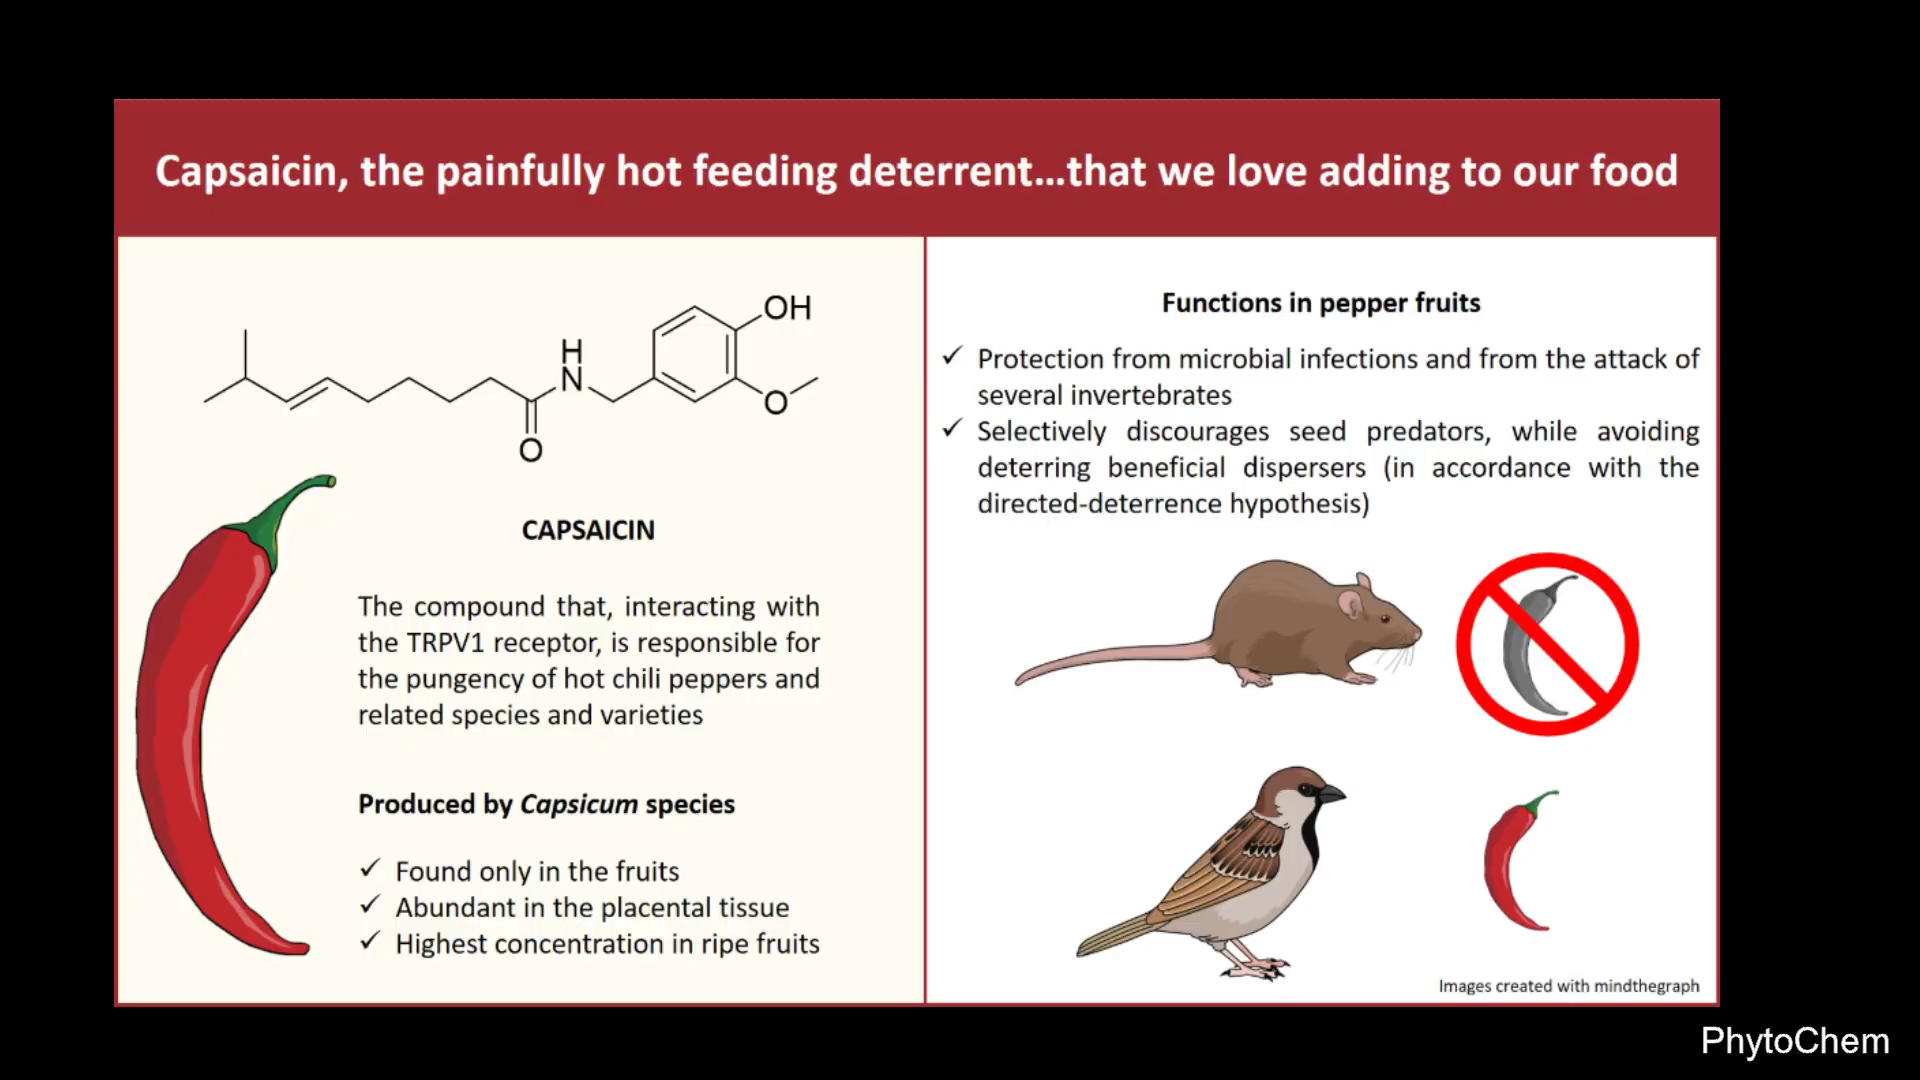 Capsaicin, the painfully hot feeding deterrent...that we love adding to our food
OH
H
N
O
O
CAPSAICIN
The compound that, interacting with
the TRPV1 receptor, is responsible for
the pungency of hot chili peppers and
related species and varieties
Produced by Capsicum species
✓ Found only in the fruits
✓ Abundant in the placental tissue
✓ Highest concentration in ripe fruits
Functions in pepper fruits
✓ Protection from microbial infections and from the attack of
several invertebrates
✓ Selectively discourages seed predators, while avoiding
deterring beneficial dispersers (in accordance with the
directed-deterrence hypothesis)
Images created with mindthegraph
PhytoChem